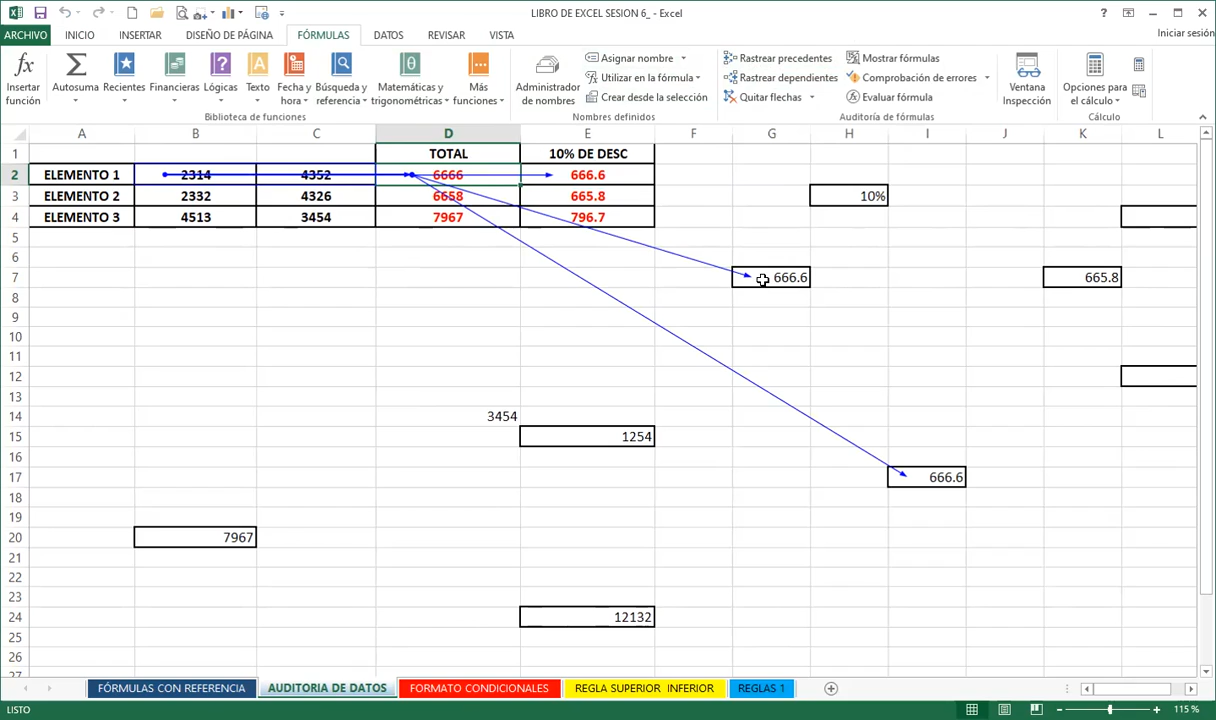 LIBRO DE EXCEL SESION 6_ - Excel
ARCHIVO INICIO INSERTAR DISEÑO DE PÁGINA FÓRMULAS DATOS REVISAR VISTA Iniciar sesión
Insertar función
Autosuma
Recientes
Financieras
Lógicas
Texto
Fecha y hora
Búsqueda y referencia
Matemáticas y trigonométricas
Más funciones
Biblioteca de funciones
Administrador de nombres
Asignar nombre
Utilizar en la fórmula
Crear desde la selección
Nombres definidos
Rastrear precedentes
Rastrear dependientes
Quitar flechas
Mostrar fórmulas
Comprobación de errores
Evaluar fórmula
Auditoría de fórmulas
Ventana Inspección
Opciones para el cálculo
Cálculo
A B C D E F G H I J K L
1 TOTAL 10% DE DESC
2 ELEMENTO 1 2314 4352 6666 666.6
3 ELEMENTO 2 2332 4326 6658 665.8 10%
4 ELEMENTO 3 4513 3454 7967 796.7
5
6
7 666.6 665.8
8
9
10
11
12
13
14 3454
15 1254
16
17 666.6
18
19
20 7967
21
22
23
24 12132
25
26
27
FÓRMULAS CON REFERENCIA AUDITORIA DE DATOS FORMATO CONDICIONALES REGLA SUPERIOR INFERIOR REGLAS 1
LISTO 115 %